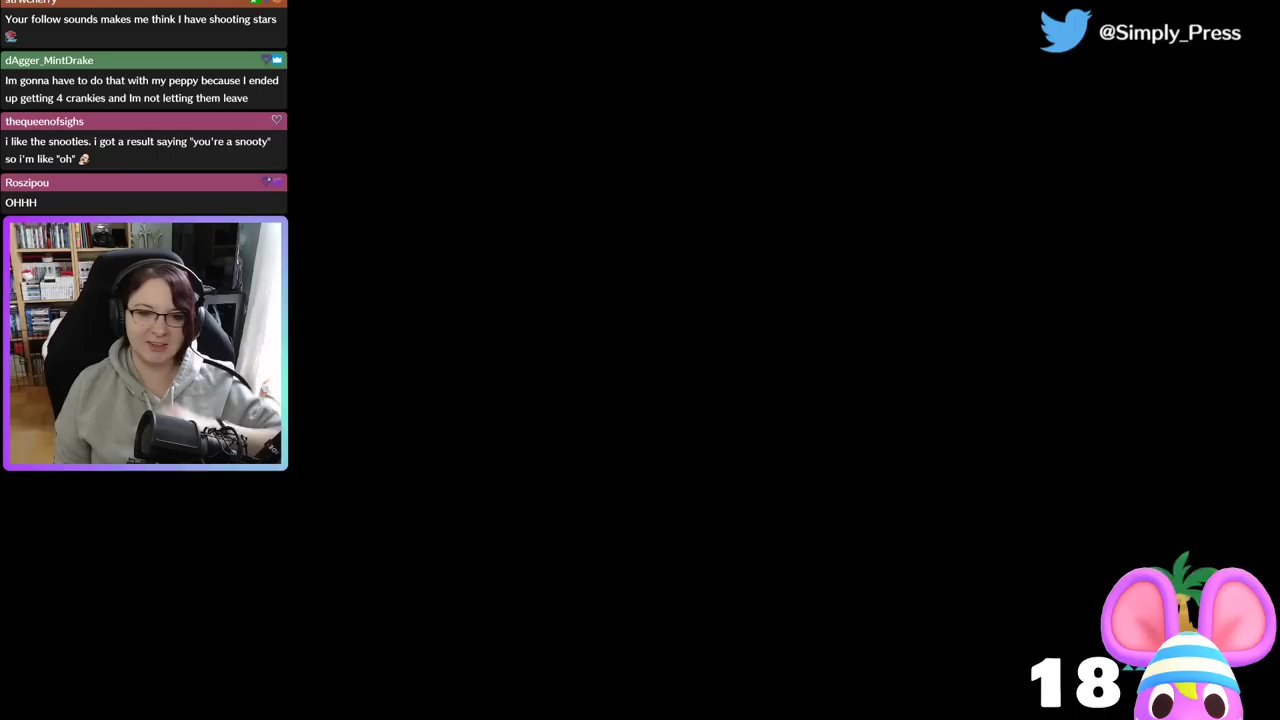 Your follow sounds makes me think I have shooting stars
dAgger_MintDrake
Im gonna have to do that with my peppy because I ended
up getting 4 crankies and Im not letting them leave
thequeenofsighs
i like the snooties. i got a result saying "you're a snooty"
so i'm like "oh"
Roszipou
OHHH
@Simply_Press
18